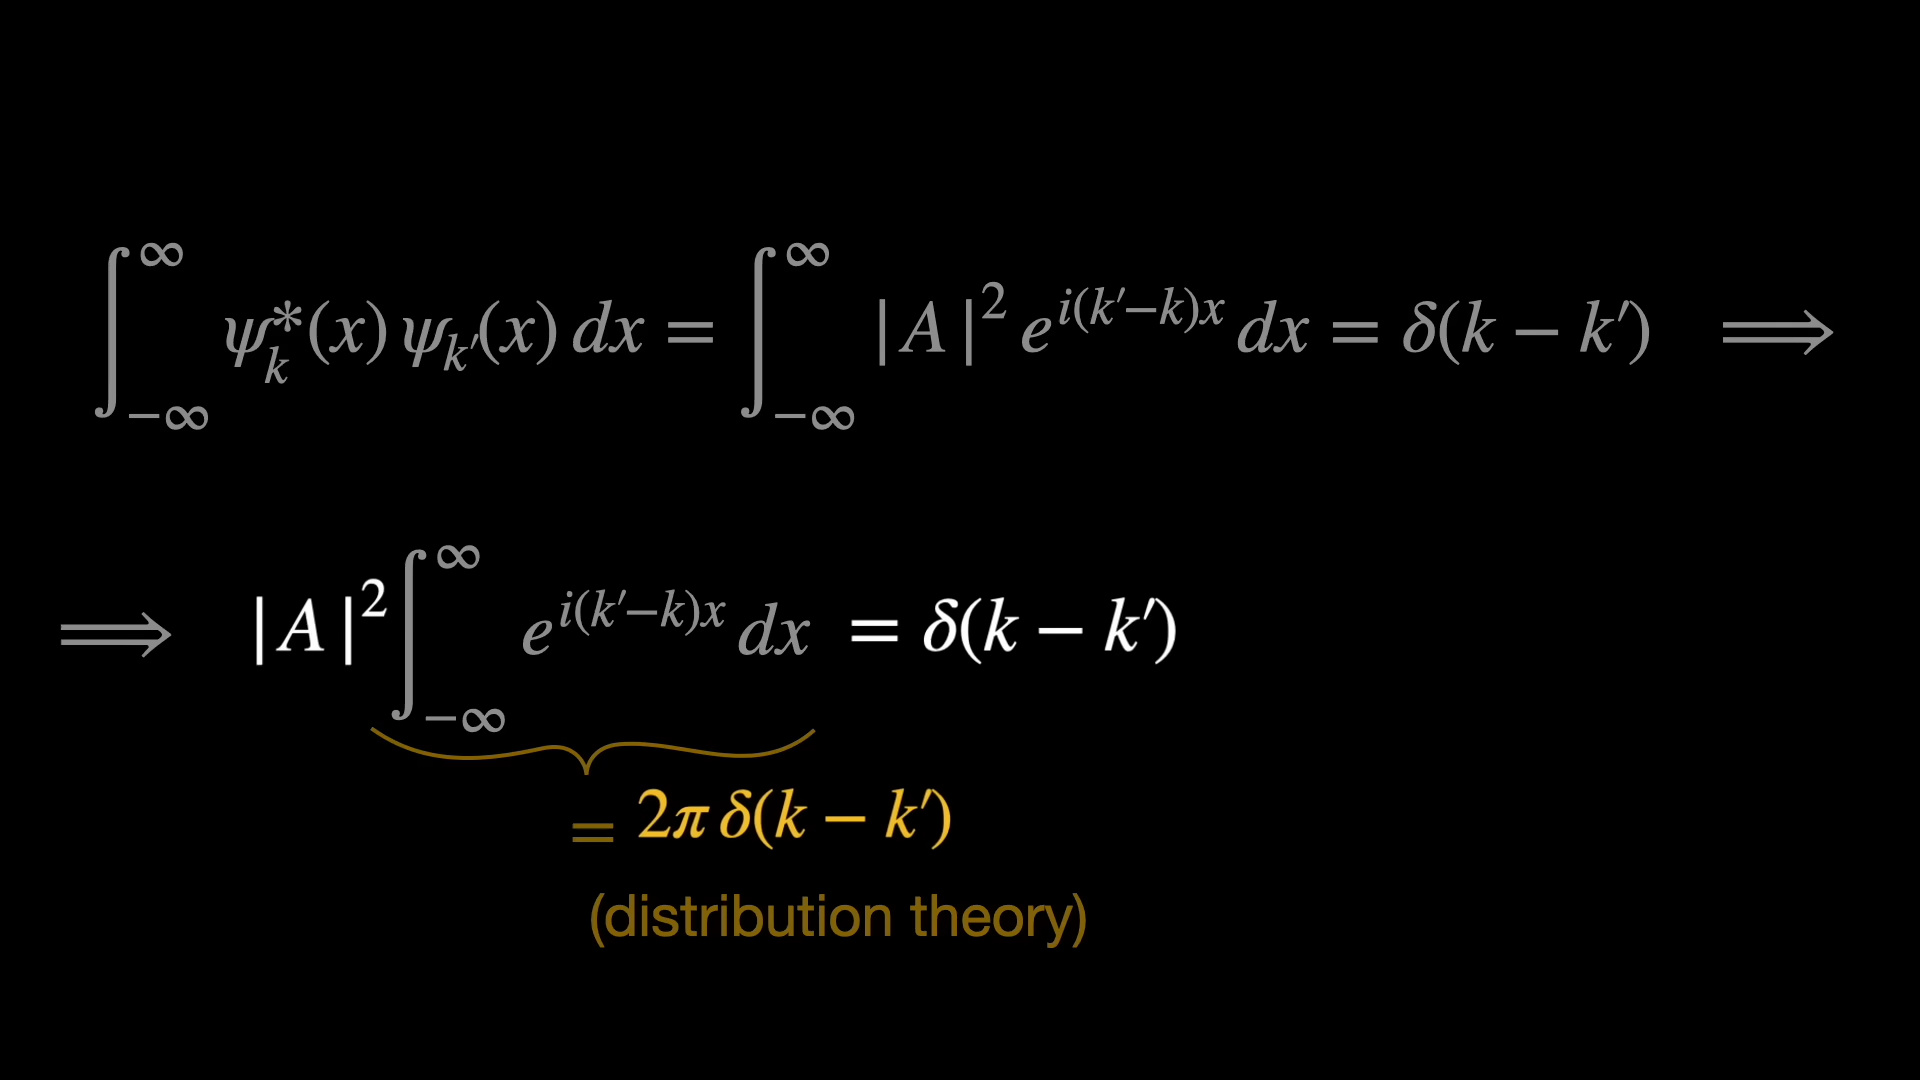 ∫_{-∞}^{∞} ψ_k^*(x) ψ_{k′}(x) dx = ∫_{-∞}^{∞} |A|² e^{i(k′−k)x} dx = δ(k − k′) ⟹
⟹ |A|² ∫_{-∞}^{∞} e^{i(k′−k)x} dx = δ(k − k′)
= 2π δ(k − k′)
(distribution theory)